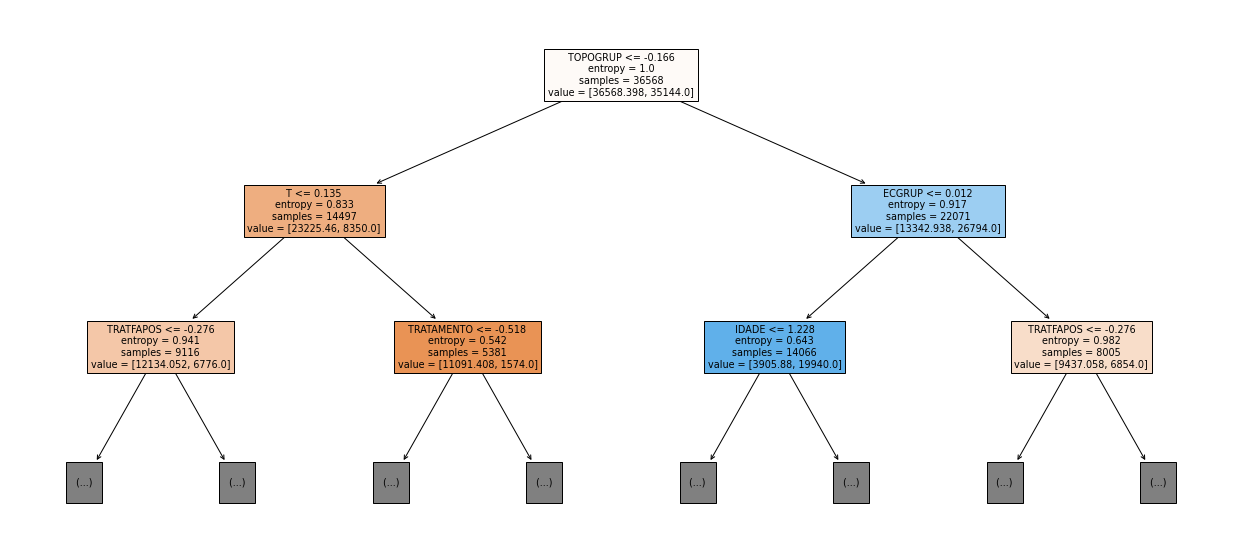 TOPOGRUP <= -0.166
entropy = 1.0
samples = 36568
value = [36568.398, 35144.0]
T <= 0.135
entropy = 0.833
samples = 14497
value = [23225.46, 8350.0]
ECGRUP <= 0.012
entropy = 0.917
samples = 22071
value = [13342.938, 26794.0]
TRATFAPOS <= -0.276
entropy = 0.941
samples = 9116
value = [12134.052, 6776.0]
TRATAMENTO <= -0.518
entropy = 0.542
samples = 5381
value = [11091.408, 1574.0]
IDADE <= 1.228
entropy = 0.643
samples = 14066
value = [3905.88, 19940.0]
TRATFAPOS <= -0.276
entropy = 0.982
samples = 8005
value = [9437.058, 6854.0]
(...)
(...)
(...)
(...)
(...)
(...)
(...)
(...)